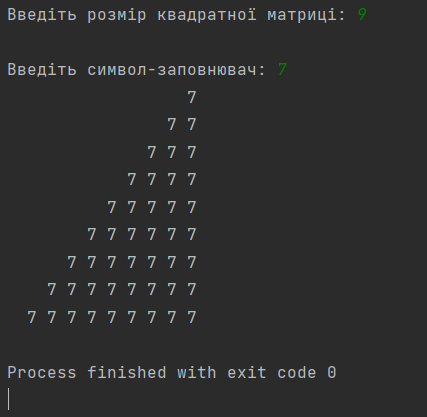 Введіть розмір квадратної матриці: 9
Введіть символ-заповнювач: 7
7
7 7
7 7 7
7 7 7 7
7 7 7 7 7
7 7 7 7 7 7
7 7 7 7 7 7 7
7 7 7 7 7 7 7 7
7 7 7 7 7 7 7 7 7
Process finished with exit code 0